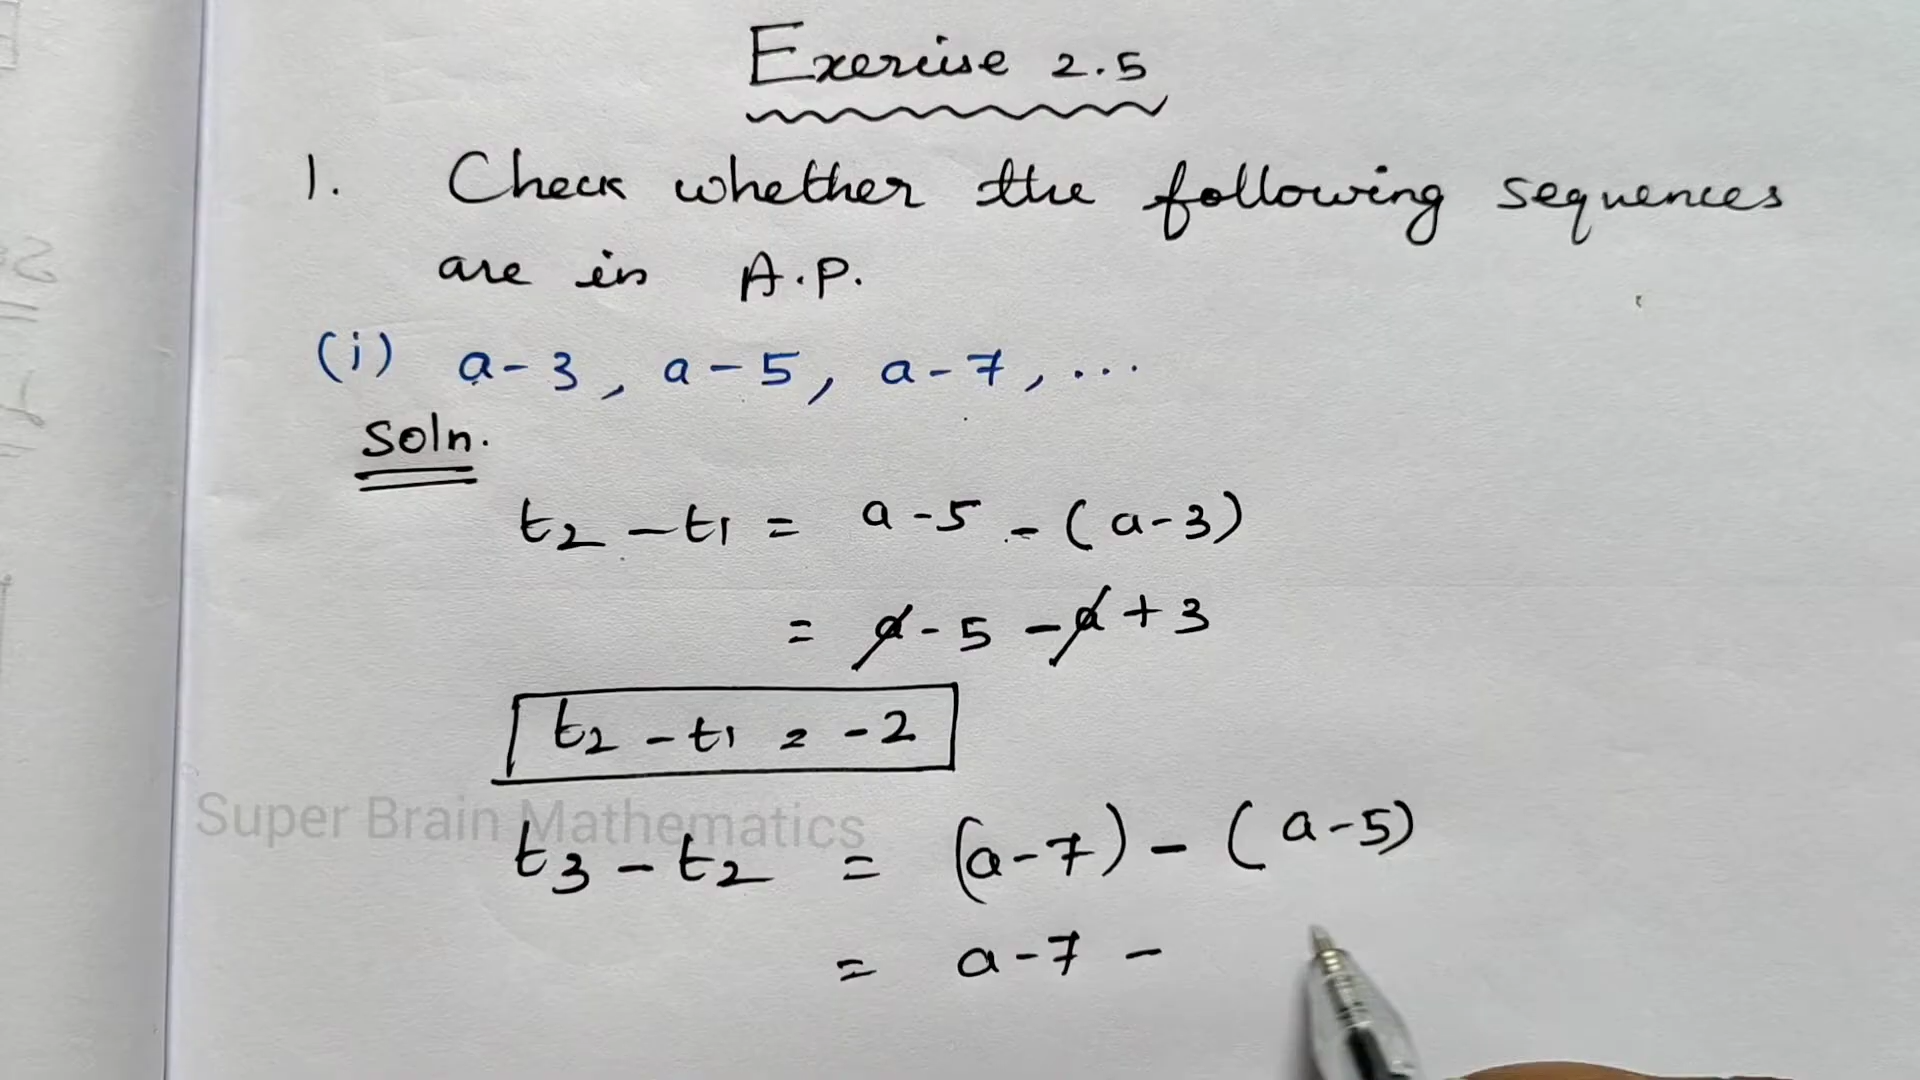 Exercise 2.5
1. Check whether the following sequences
are in A.P.
(i) a-3, a-5, a-7, ...
Soln.
t2 - t1 = a-5 - (a-3)
= a-5 -a+3
t2 - t1 = -2
Super Brain Mathematics
t3 - t2 = (a-7) - (a-5)
= a-7 -